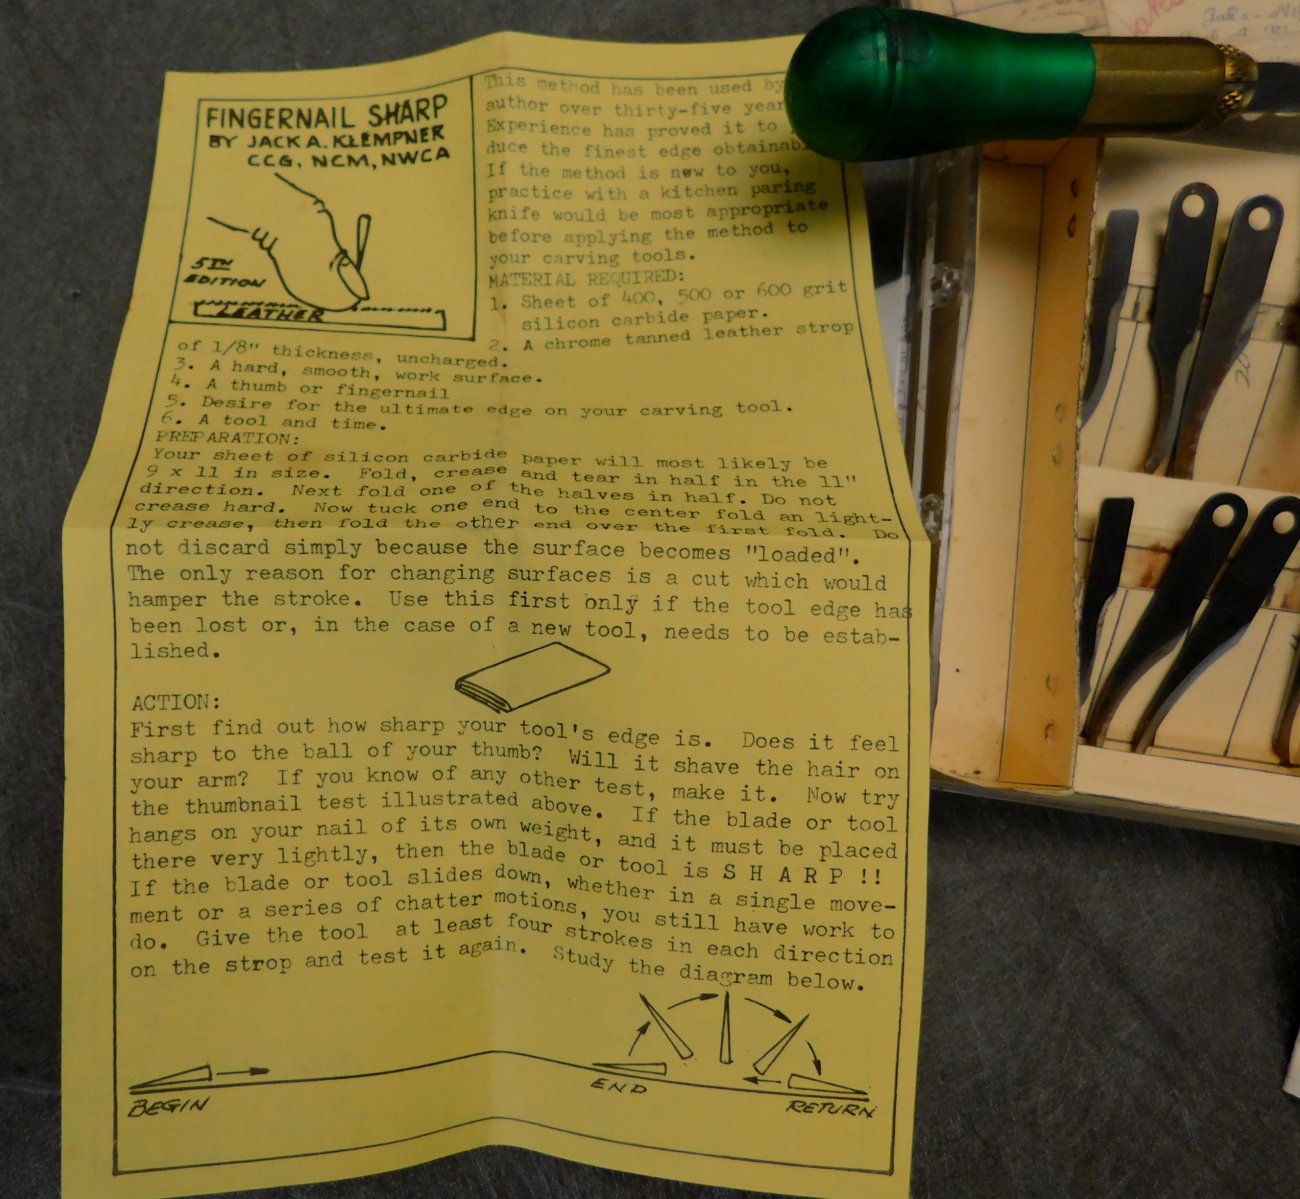 FINGERNAIL SHARP
BY JACK A. KLEMPNER
CCG, NCM, NWCA
5TH
EDITION
LEATHER
This method has been used by
author over thirty-five year
Experience has proved it to
duce the finest edge obtainab
If the method is new to you,
practice with a kitchen paring
knife would be most appropriate
before applying the method to
your carving tools.
MATERIAL REQUIRED:
1. Sheet of 400, 500 or 600 grit
silicon carbide paper.
2. A chrome tanned leather strop
of 1/8" thickness, uncharged.
3. A hard, smooth, work surface.
4. A thumb or fingernail
5. Desire for the ultimate edge on your carving tool.
6. A tool and time.
PREPARATION:
Your sheet of silicon carbide paper will most likely be
9 x 11 in size. Fold, crease and tear in half in the 11"
direction. Next fold one of the halves in half. Do not
crease hard. Now tuck one end to the center fold an light-
ly crease, then fold the other end over the first fold. Do
not discard simply because the surface becomes "loaded".
The only reason for changing surfaces is a cut which would
hamper the stroke. Use this first only if the tool edge has
been lost or, in the case of a new tool, needs to be estab-
lished.
ACTION:
First find out how sharp your tool's edge is. Does it feel
sharp to the ball of your thumb? Will it shave the hair on
your arm? If you know of any other test, make it. Now try
the thumbnail test illustrated above. If the blade or tool
hangs on your nail of its own weight, and it must be placed
there very lightly, then the blade or tool is S H A R P !!
If the blade or tool slides down, whether in a single move-
ment or a series of chatter motions, you still have work to
do. Give the tool at least four strokes in each direction
on the strop and test it again. Study the diagram below.
BEGIN
END
RETURN